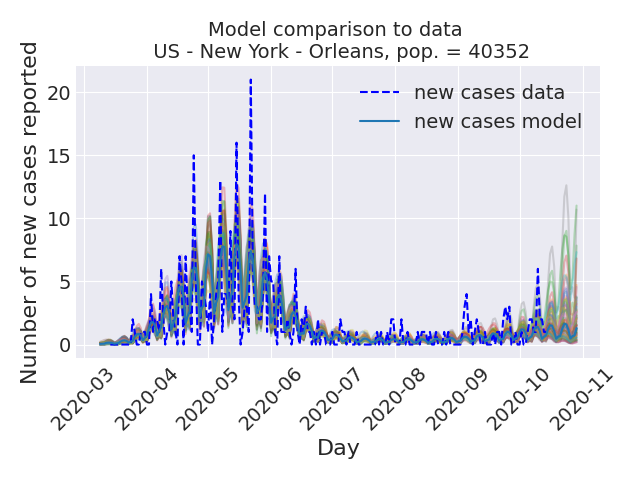 Model comparison to data
US - New York - Orleans, pop. = 40352
Number of new cases reported
20
15
10
5
0
new cases data
new cases model
2020-03
2020-04
2020-05
2020-06
2020-07
2020-08
2020-09
2020-10
2020-11
Day